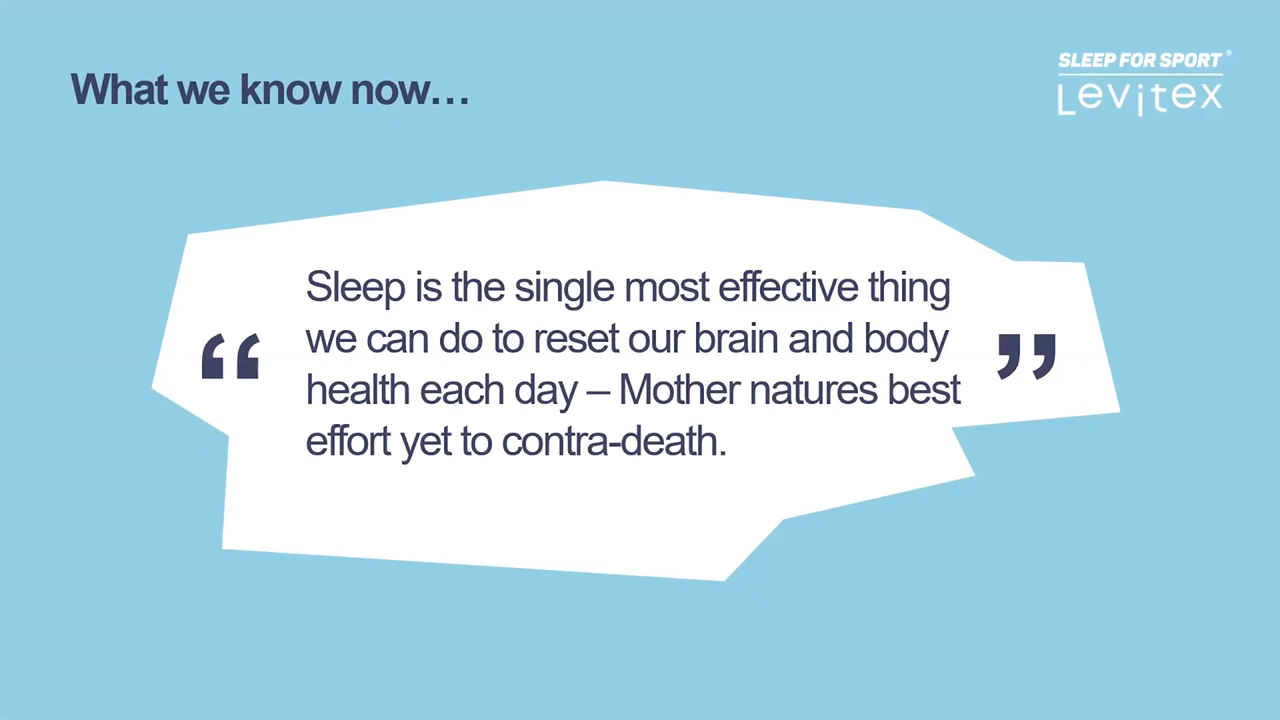 What we know now…
SLEEP FOR SPORT®
Levitex
“
Sleep is the single most effective thing
we can do to reset our brain and body
health each day – Mother natures best
effort yet to contra-death.
”